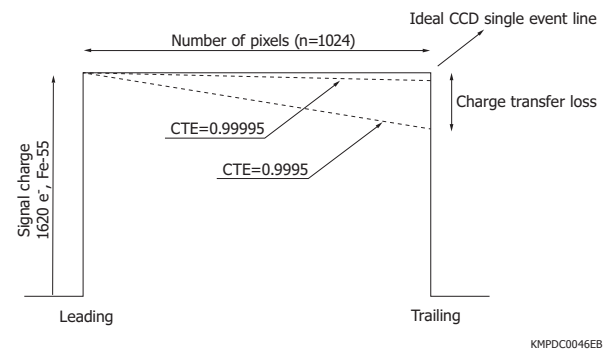 Ideal CCD single event line
Number of pixels (n=1024)
Charge transfer loss
CTE=0.99995
CTE=0.9995
Signal charge
1620 e⁻, Fe-55
Leading
Trailing
KMPDC0046EB